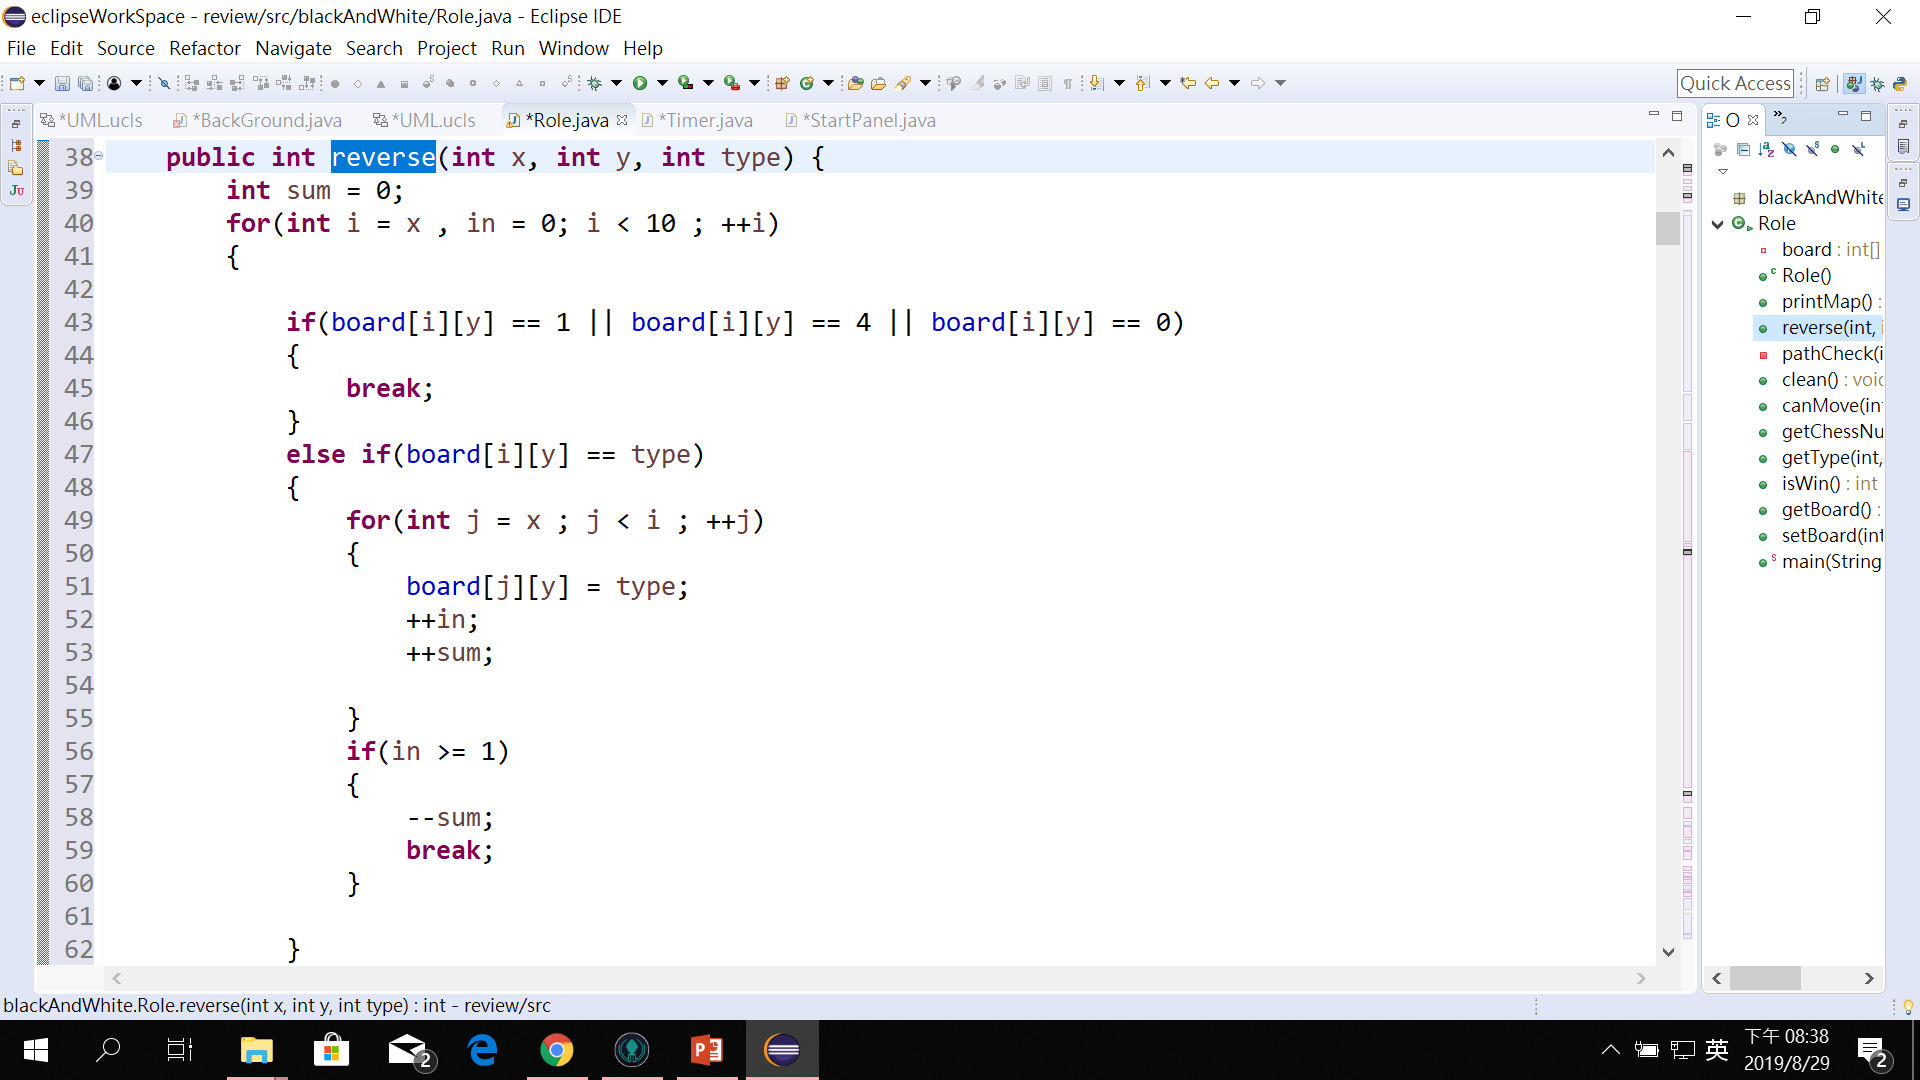 eclipseWorkSpace - review/src/blackAndWhite/Role.java - Eclipse IDE
File Edit Source Refactor Navigate Search Project Run Window Help
Quick Access
*UML.ucls *BackGround.java *UML.ucls *Role.java *Timer.java *StartPanel.java
38 public int reverse(int x, int y, int type) {
39 int sum = 0;
40 for(int i = x , in = 0; i < 10 ; ++i)
41 {
42
43 if(board[i][y] == 1 || board[i][y] == 4 || board[i][y] == 0)
44 {
45 break;
46 }
47 else if(board[i][y] == type)
48 {
49 for(int j = x ; j < i ; ++j)
50 {
51 board[j][y] = type;
52 ++in;
53 ++sum;
54
55 }
56 if(in >= 1)
57 {
58 --sum;
59 break;
60 }
61
62 }
O
blackAndWhite
Role
board : int[]
Role()
printMap() :
reverse(int, i
pathCheck(i
clean() : voic
canMove(int
getChessNu
getType(int,
isWin() : int
getBoard() :
setBoard(int
main(String
blackAndWhite.Role.reverse(int x, int y, int type) : int - review/src
2
英
下午 08:38
2019/8/29
2